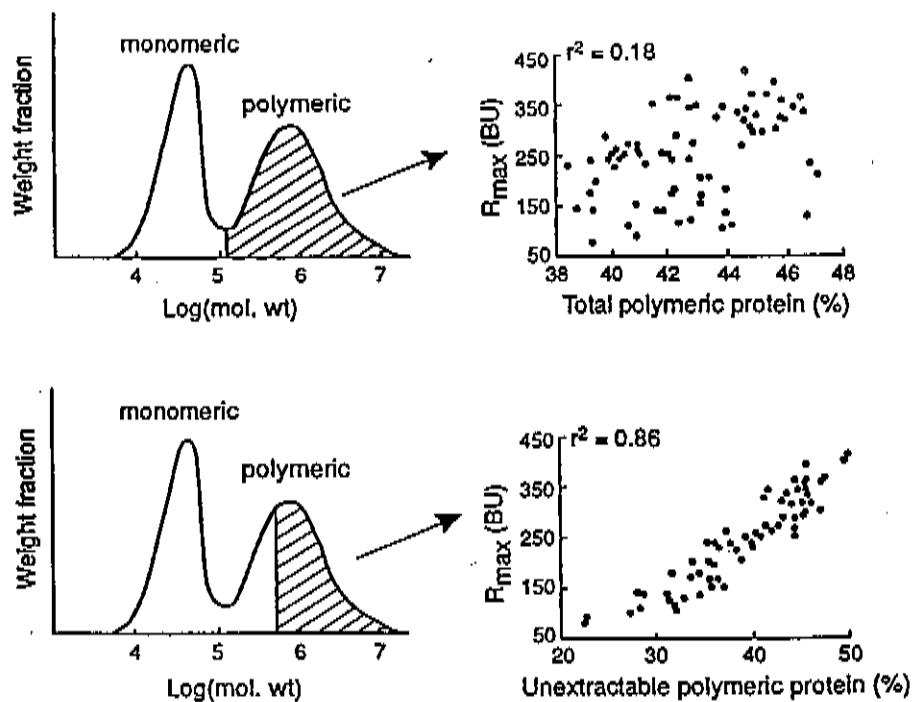 monomeric
polymeric
Weight fraction
4 5 6 7
Log(mol. wt)
r² = 0.18
R_max (BU)
450
350
250
150
50
38 40 42 44 46 48
Total polymeric protein (%)
monomeric
polymeric
Weight fraction
4 5 6 7
Log(mol. wt)
r² = 0.86
R_max (BU)
450
350
250
150
50
20 30 40 50
Unextractable polymeric protein (%)